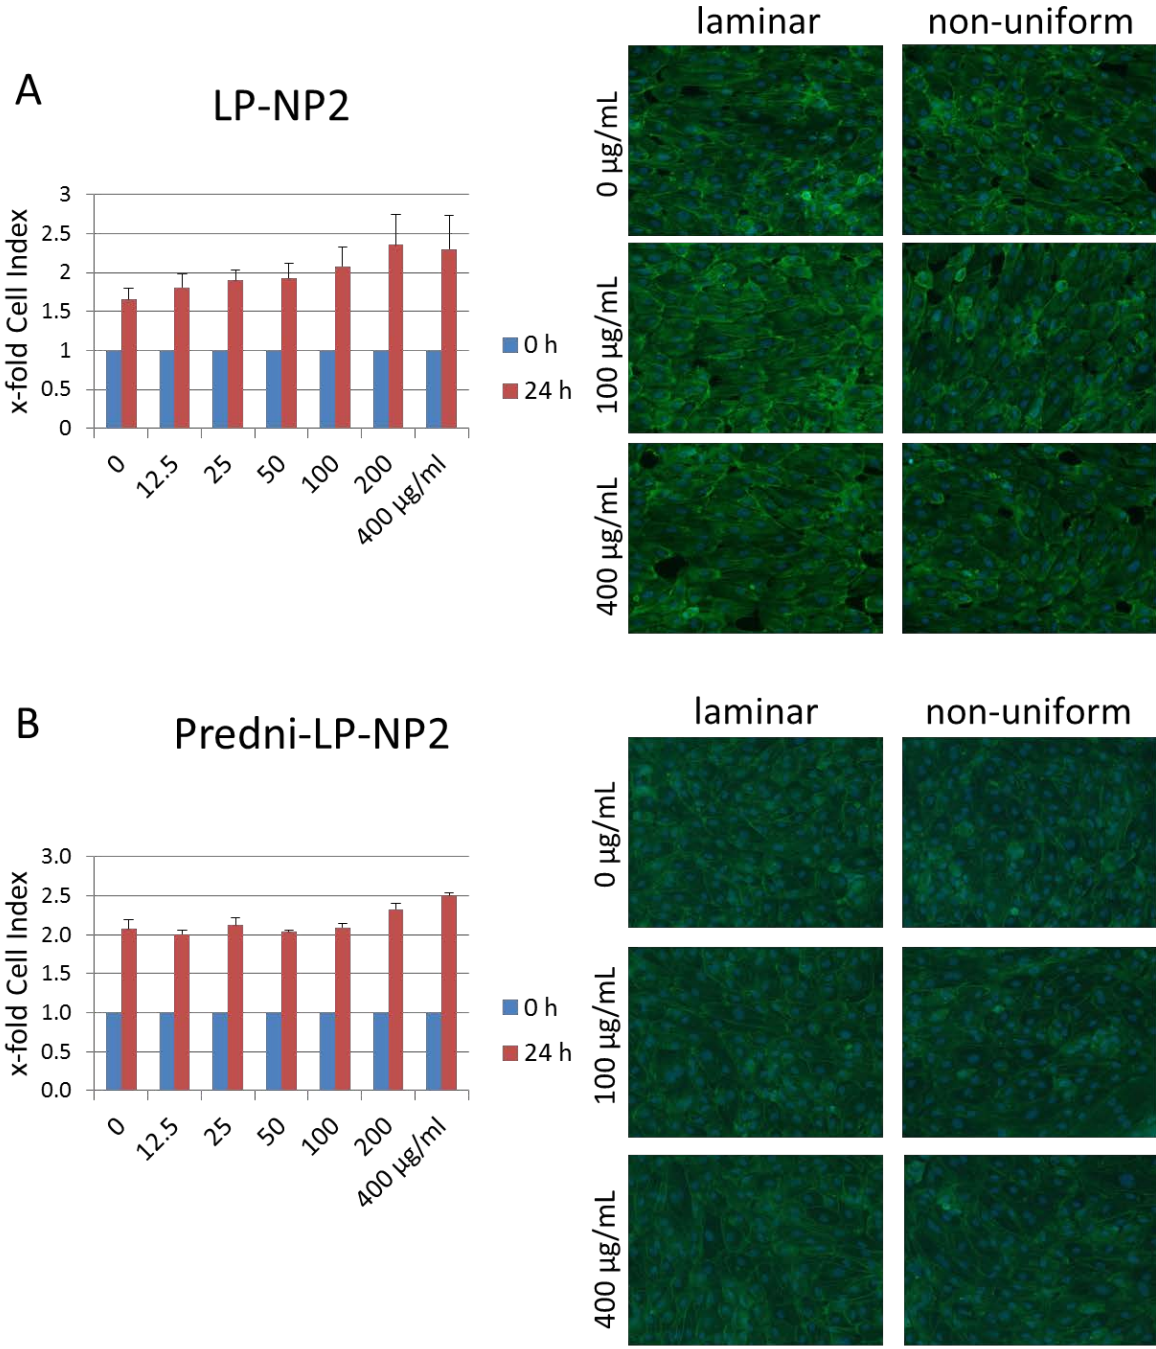 A
LP-NP2
laminar
non-uniform
x-fold Cell Index
3
2.5
2
1.5
1
0.5
0
0
12.5
25
50
100
200
400 µg/ml
0 h
24 h
0 µg/mL
100 µg/mL
400 µg/mL
B
Predni-LP-NP2
laminar
non-uniform
x-fold Cell Index
3.0
2.5
2.0
1.5
1.0
0.5
0.0
0
12.5
25
50
100
200
400 µg/ml
0 h
24 h
0 µg/mL
100 µg/mL
400 µg/mL